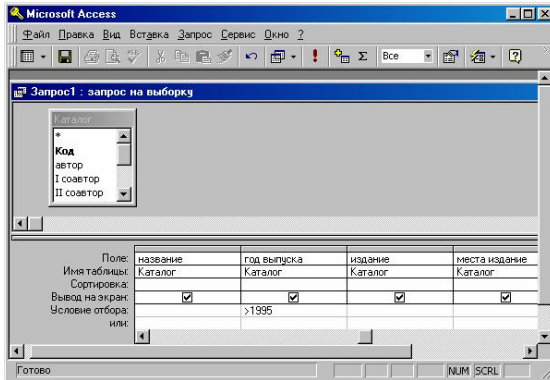 Microsoft Access
Файл Правка Вид Вставка Запрос Сервис Окно ?
Все
Запрос1 : запрос на выборку
Каталог
*
Код
автор
I соавтор
II соавтор
Поле: название год выпуска издание места издание
Имя таблицы: Каталог Каталог Каталог Каталог
Сортировка:
Вывод на экран:
Условие отбора: >1995
или:
Готово NUM SCRL